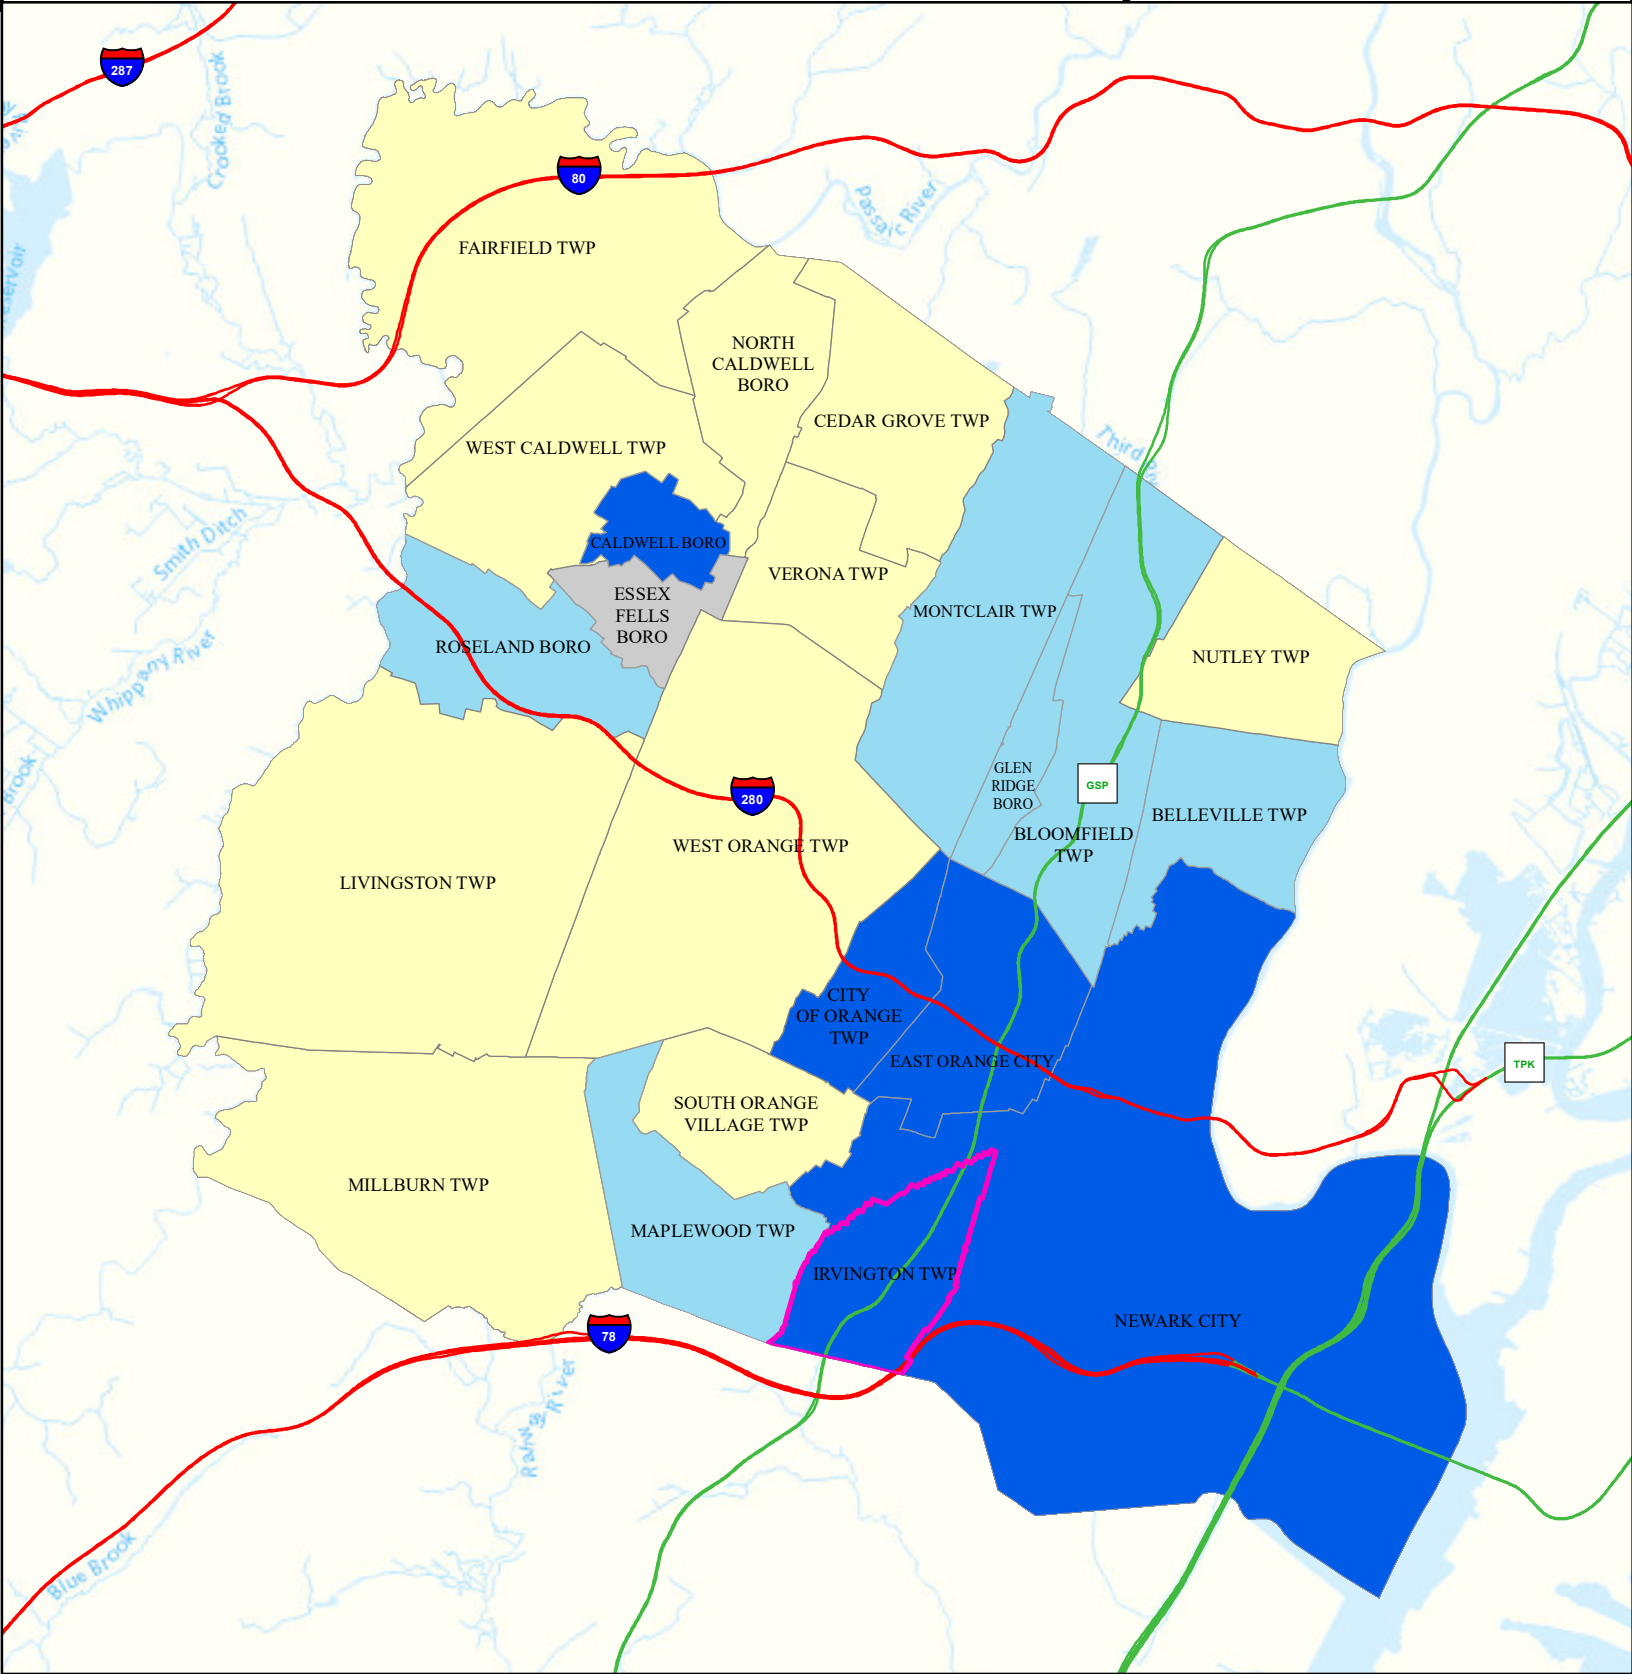 287
Crooked Brook
80
Passaic River
FAIRFIELD TWP
NORTH
CALDWELL
BORO
CEDAR GROVE TWP
WEST CALDWELL TWP
Third
Smith Ditch
CALDWELL BORO
VERONA TWP
ESSEX
FELLS
BORO
MONTCLAIR TWP
ROSELAND BORO
NUTLEY TWP
Whippany River
Brook
GLEN
RIDGE
BORO
GSP
280
BELLEVILLE TWP
BLOOMFIELD
TWP
WEST ORANGE TWP
LIVINGSTON TWP
CITY
OF ORANGE
TWP
EAST ORANGE CITY
TPK
SOUTH ORANGE
VILLAGE TWP
MILLBURN TWP
MAPLEWOOD TWP
IRVINGTON TWP
NEWARK CITY
78
River
Blue Brook